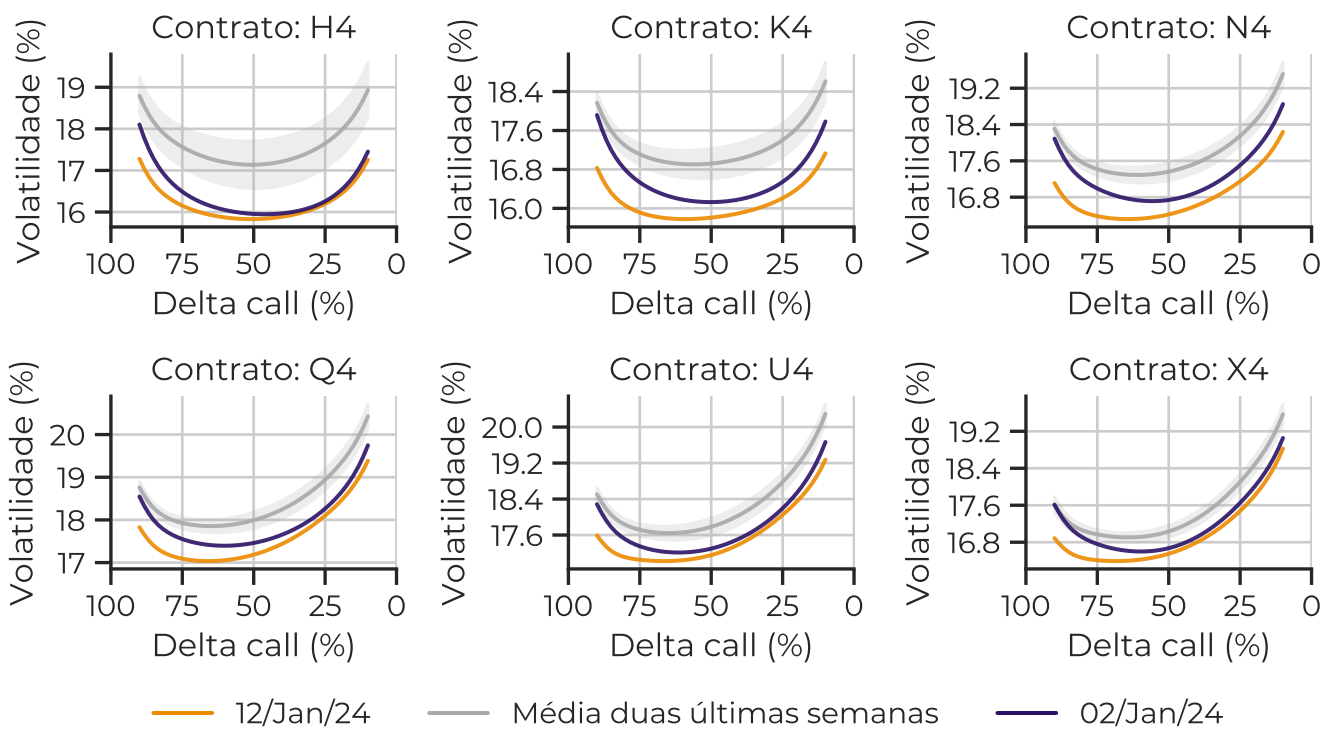 Contrato: H4
Volatilidade (%)
19
18
17
16
100 75 50 25 0
Delta call (%)
Contrato: K4
Volatilidade (%)
18.4
17.6
16.8
16.0
100 75 50 25 0
Delta call (%)
Contrato: N4
Volatilidade (%)
19.2
18.4
17.6
16.8
100 75 50 25 0
Delta call (%)
Contrato: Q4
Volatilidade (%)
20
19
18
17
100 75 50 25 0
Delta call (%)
Contrato: U4
Volatilidade (%)
20.0
19.2
18.4
17.6
100 75 50 25 0
Delta call (%)
Contrato: X4
Volatilidade (%)
19.2
18.4
17.6
16.8
100 75 50 25 0
Delta call (%)
12/Jan/24 Média duas últimas semanas 02/Jan/24